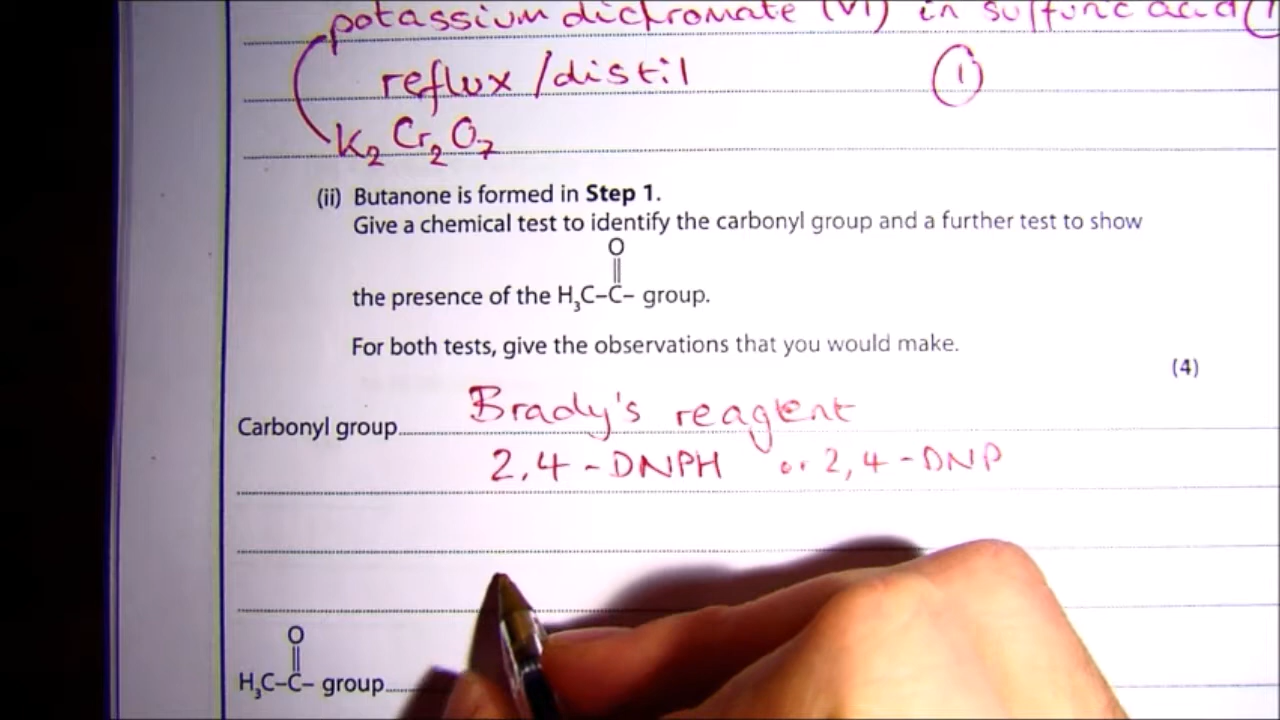 potassium dichromate (VI) in sulfuric acid (1
reflux/distil (1)
K₂Cr₂O₇
(ii) Butanone is formed in Step 1.
Give a chemical test to identify the carbonyl group and a further test to show
O
||
the presence of the H₃C–C– group.
For both tests, give the observations that you would make.
(4)
Carbonyl group Brady's reagent
2,4-DNPH or 2,4-DNP
O
||
H₃C–C– group